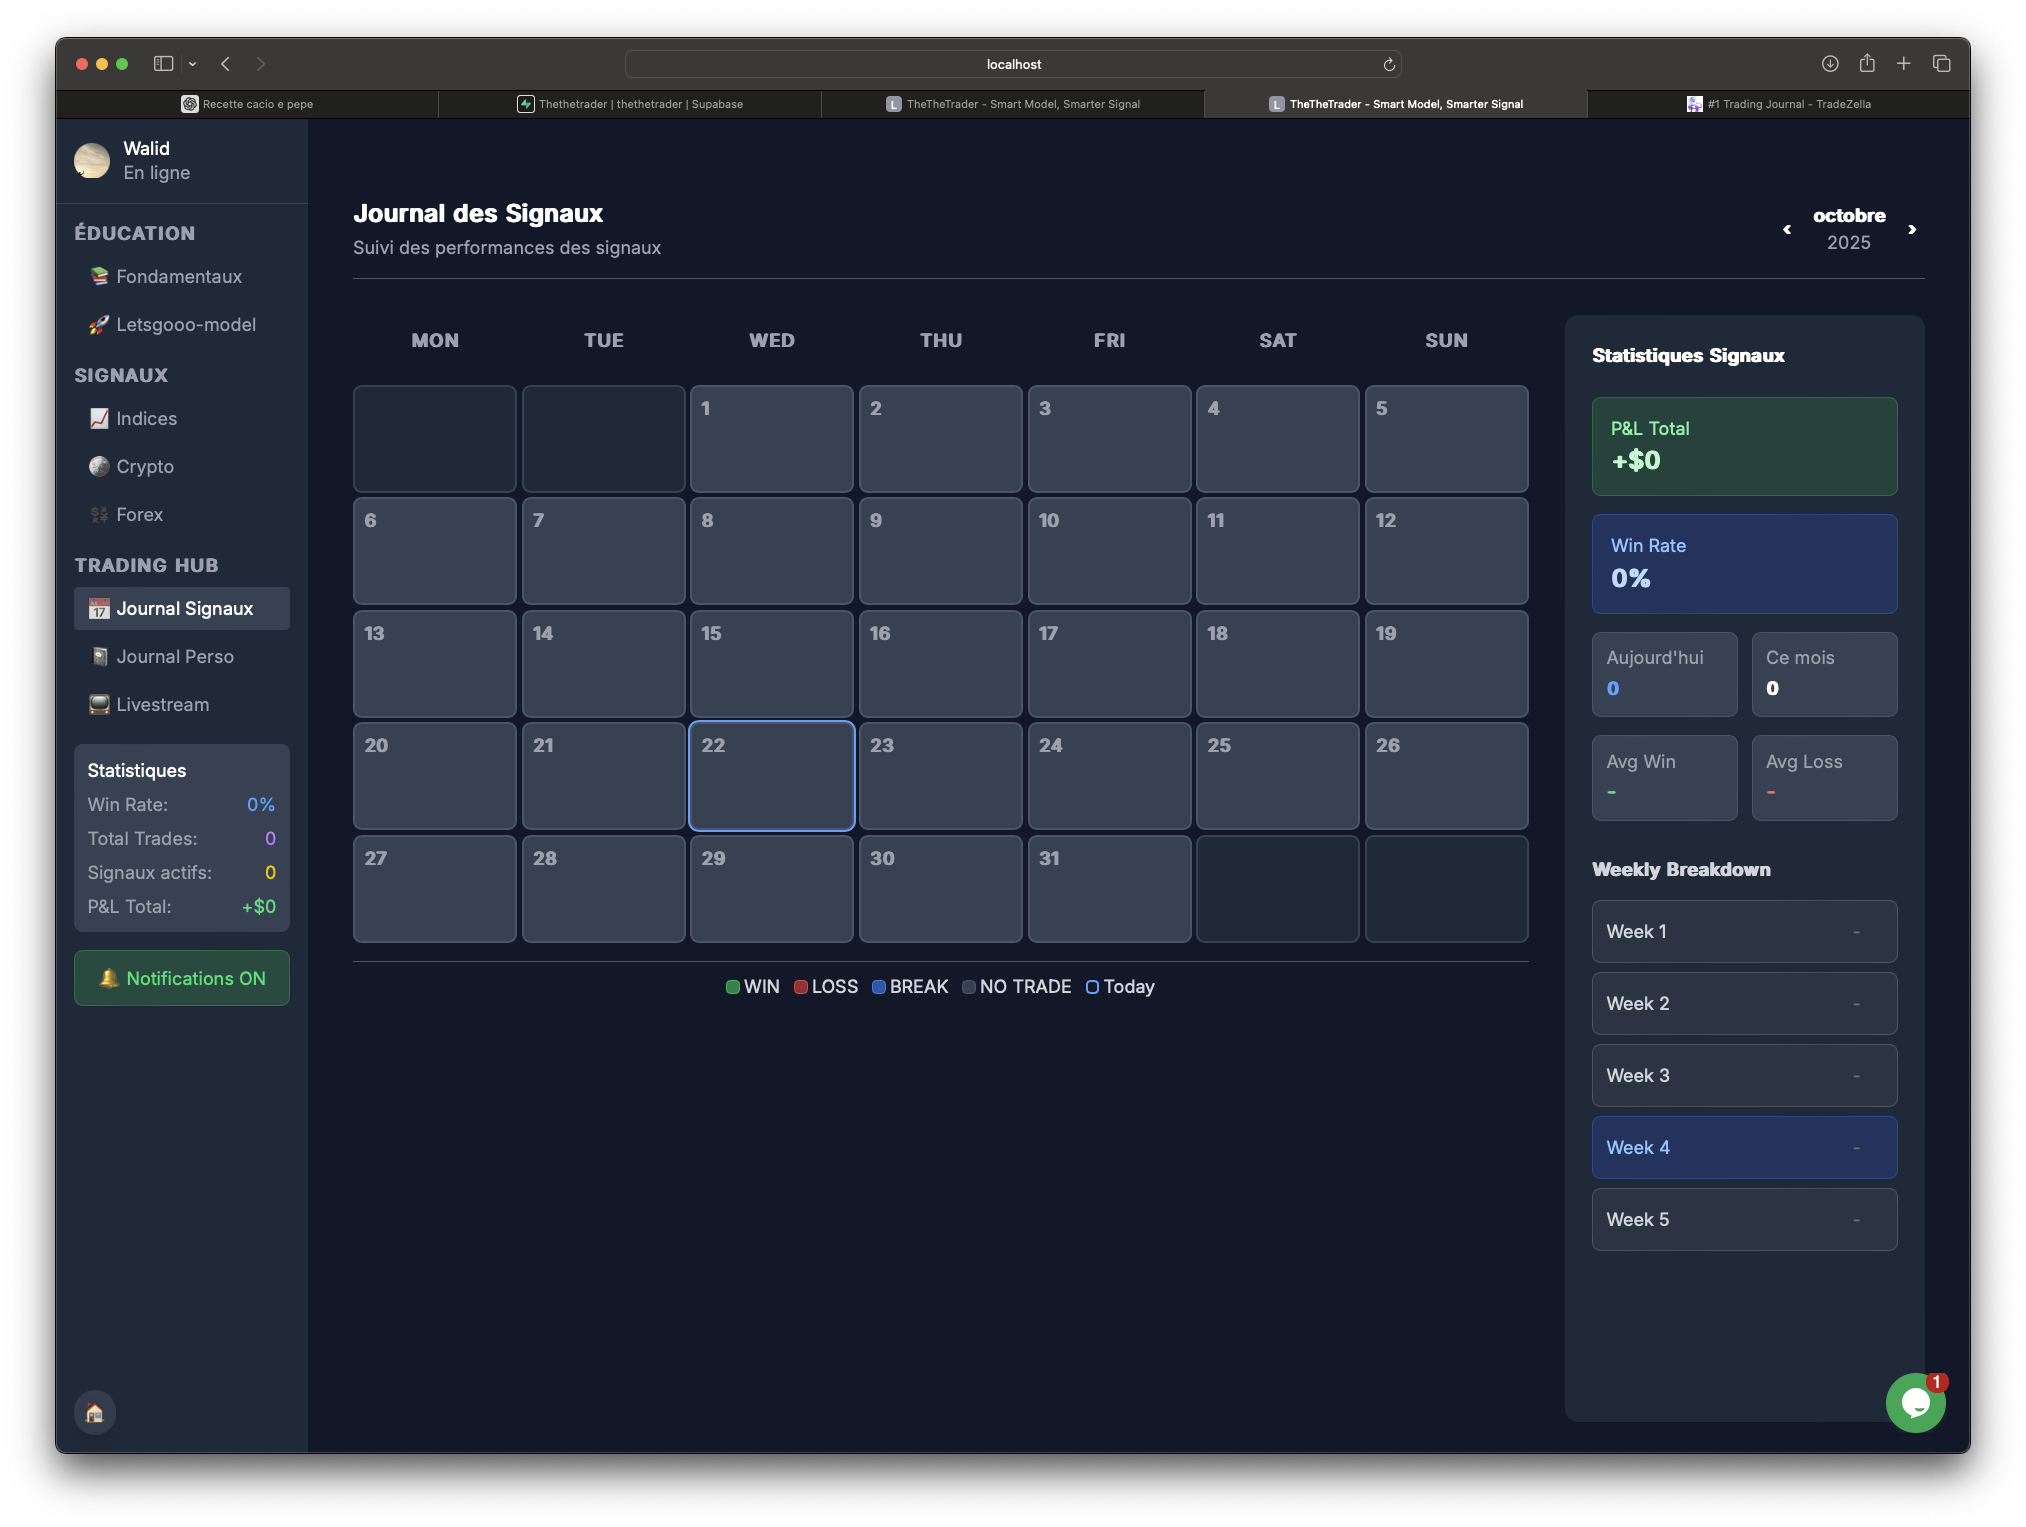 localhost
Recette cacio e pepe
Thethetrader | thethetrader | Supabase
L TheTheTrader - Smart Model, Smarter Signal
L TheTheTrader - Smart Model, Smarter Signal
#1 Trading Journal - TradeZella
Walid
En ligne
ÉDUCATION
Fondamentaux
Letsgooo-model
SIGNAUX
Indices
Crypto
Forex
TRADING HUB
17 Journal Signaux
Journal Perso
Livestream
Statistiques
Win Rate: 0%
Total Trades: 0
Signaux actifs: 0
P&L Total: +$0
Notifications ON
Journal des Signaux
Suivi des performances des signaux
‹ octobre ›
2025
MON TUE WED THU FRI SAT SUN
1 2 3 4 5
6 7 8 9 10 11 12
13 14 15 16 17 18 19
20 21 22 23 24 25 26
27 28 29 30 31
WIN LOSS BREAK NO TRADE Today
Statistiques Signaux
P&L Total
+$0
Win Rate
0%
Aujourd'hui Ce mois
0 0
Avg Win Avg Loss
- -
Weekly Breakdown
Week 1 -
Week 2 -
Week 3 -
Week 4 -
Week 5 -
1